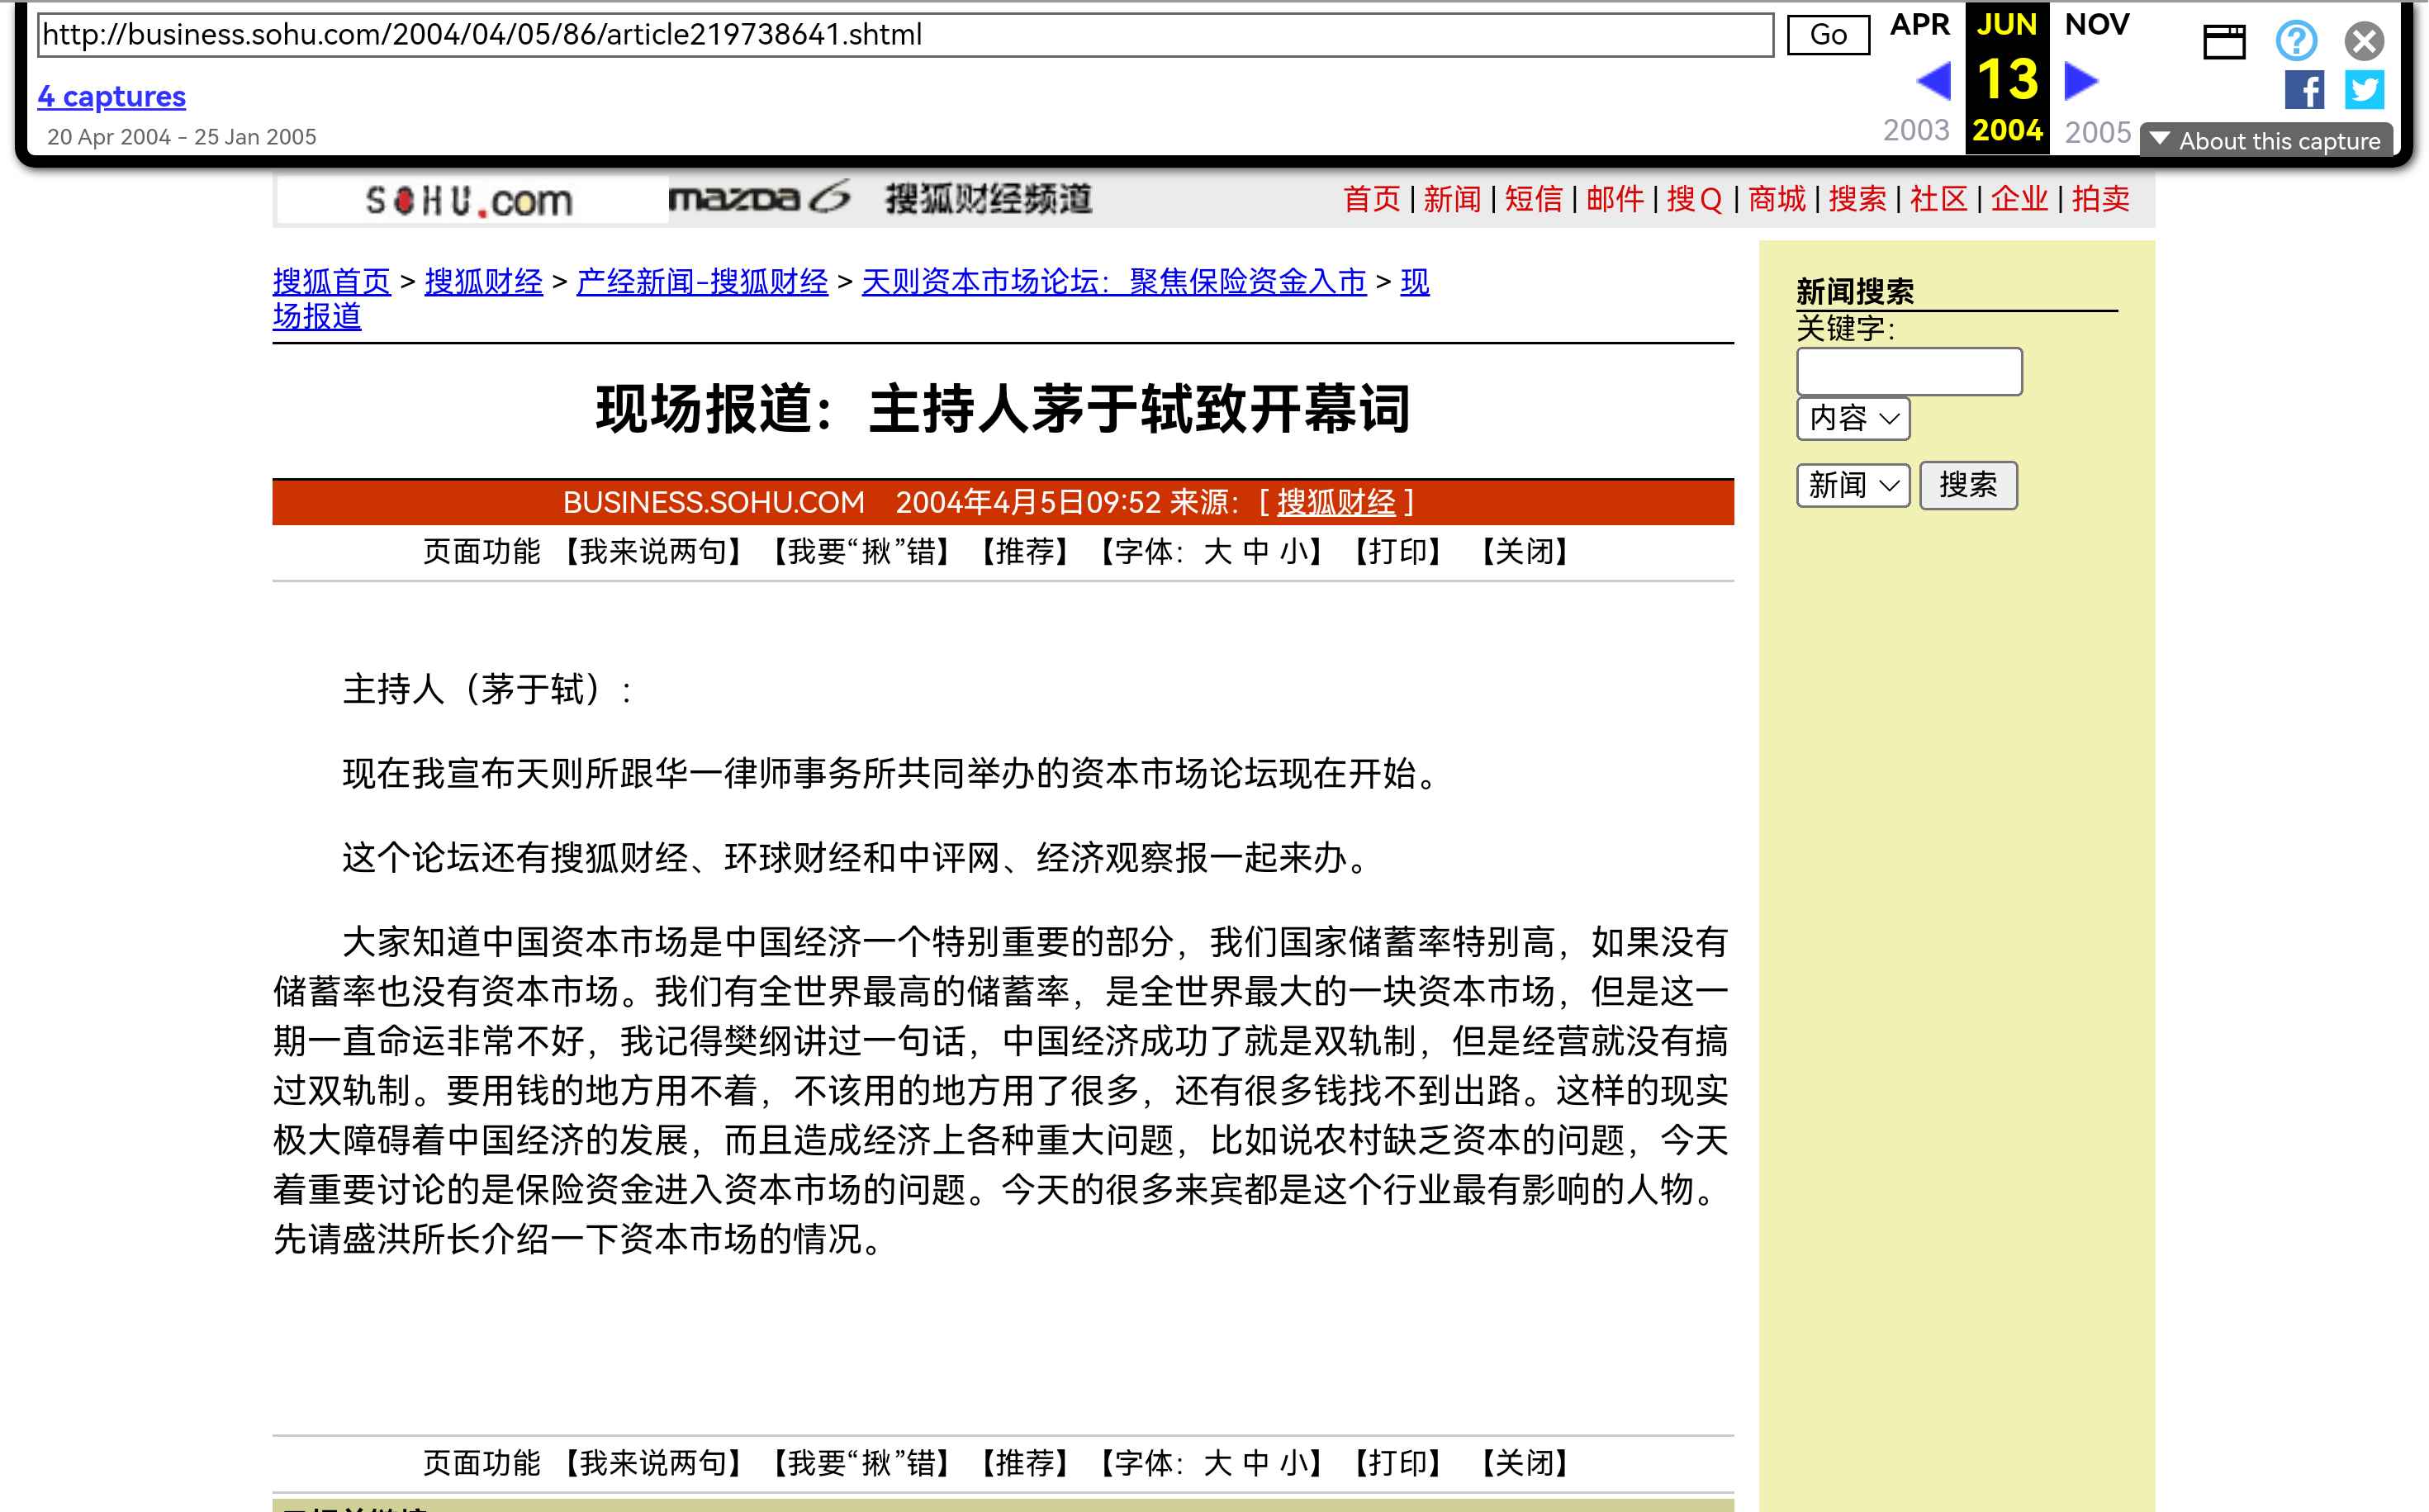 http://business.sohu.com/2004/04/05/86/article219738641.shtml
Go
APR JUN NOV
4 captures
13
20 Apr 2004 - 25 Jan 2005
2003 2004 2005
About this capture
SOHU.com mazda6 搜狐财经频道
首页 | 新闻 | 短信 | 邮件 | 搜Q | 商城 | 搜索 | 社区 | 企业 | 拍卖
搜狐首页 > 搜狐财经 > 产经新闻-搜狐财经 > 天则资本市场论坛：聚焦保险资金入市 > 现
场报道
现场报道：主持人茅于轼致开幕词
BUSINESS.SOHU.COM 2004年4月5日09:52 来源：[ 搜狐财经 ]
页面功能 【我来说两句】【我要“揪”错】【推荐】【字体：大 中 小】【打印】 【关闭】
主持人（茅于轼）：
现在我宣布天则所跟华一律师事务所共同举办的资本市场论坛现在开始。
这个论坛还有搜狐财经、环球财经和中评网、经济观察报一起来办。
大家知道中国资本市场是中国经济一个特别重要的部分，我们国家储蓄率特别高，如果没有
储蓄率也没有资本市场。我们有全世界最高的储蓄率，是全世界最大的一块资本市场，但是这一
期一直命运非常不好，我记得樊纲讲过一句话，中国经济成功了就是双轨制，但是经营就没有搞
过双轨制。要用钱的地方用不着，不该用的地方用了很多，还有很多钱找不到出路。这样的现实
极大障碍着中国经济的发展，而且造成经济上各种重大问题，比如说农村缺乏资本的问题，今天
着重要讨论的是保险资金进入资本市场的问题。今天的很多来宾都是这个行业最有影响的人物。
先请盛洪所长介绍一下资本市场的情况。
页面功能 【我来说两句】【我要“揪”错】【推荐】【字体：大 中 小】【打印】 【关闭】
新闻搜索
关键字：
内容
新闻 搜索